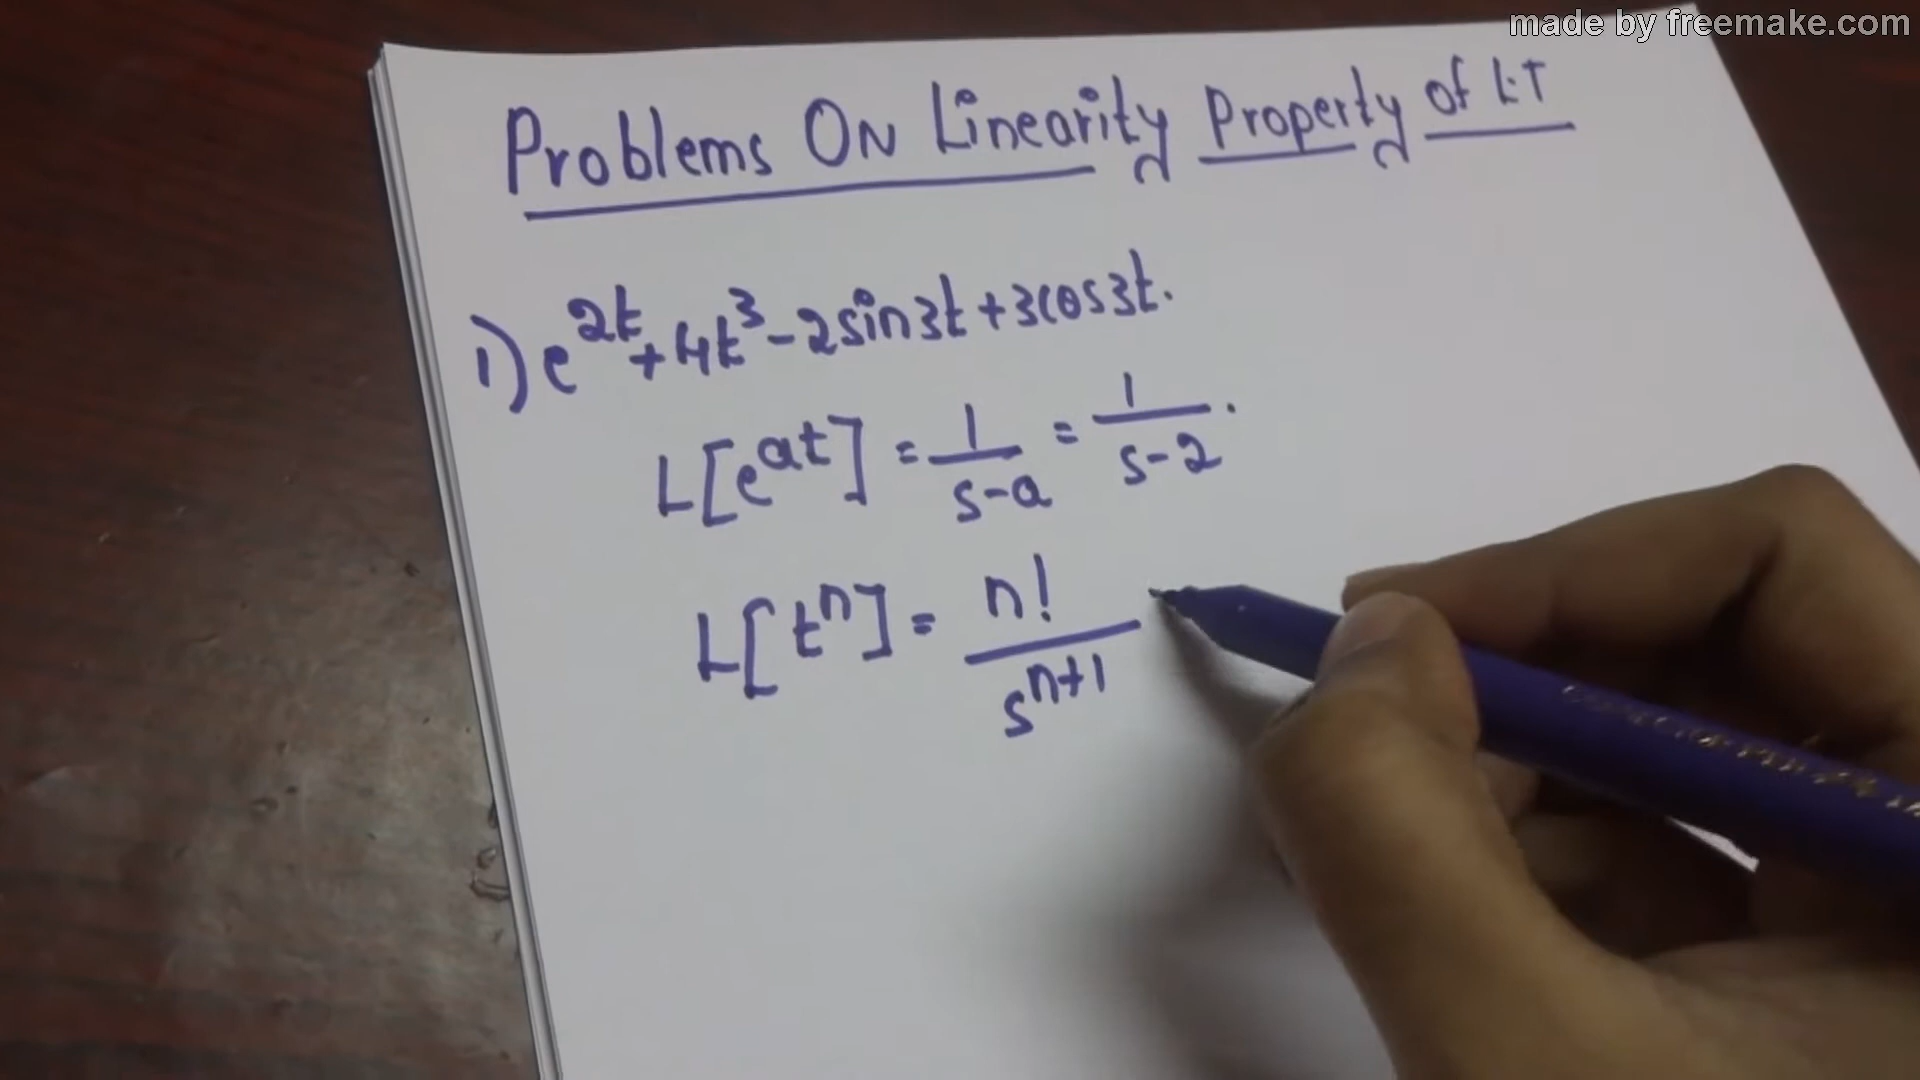 made by freemake.com
Problems ON Linearity Property of L.T
1) e^2t + 4t^3 - 2sin3t + 3cos3t.
L[e^at] = 1/s-a = 1/s-2.
L[t^n] = n!/s^n+1